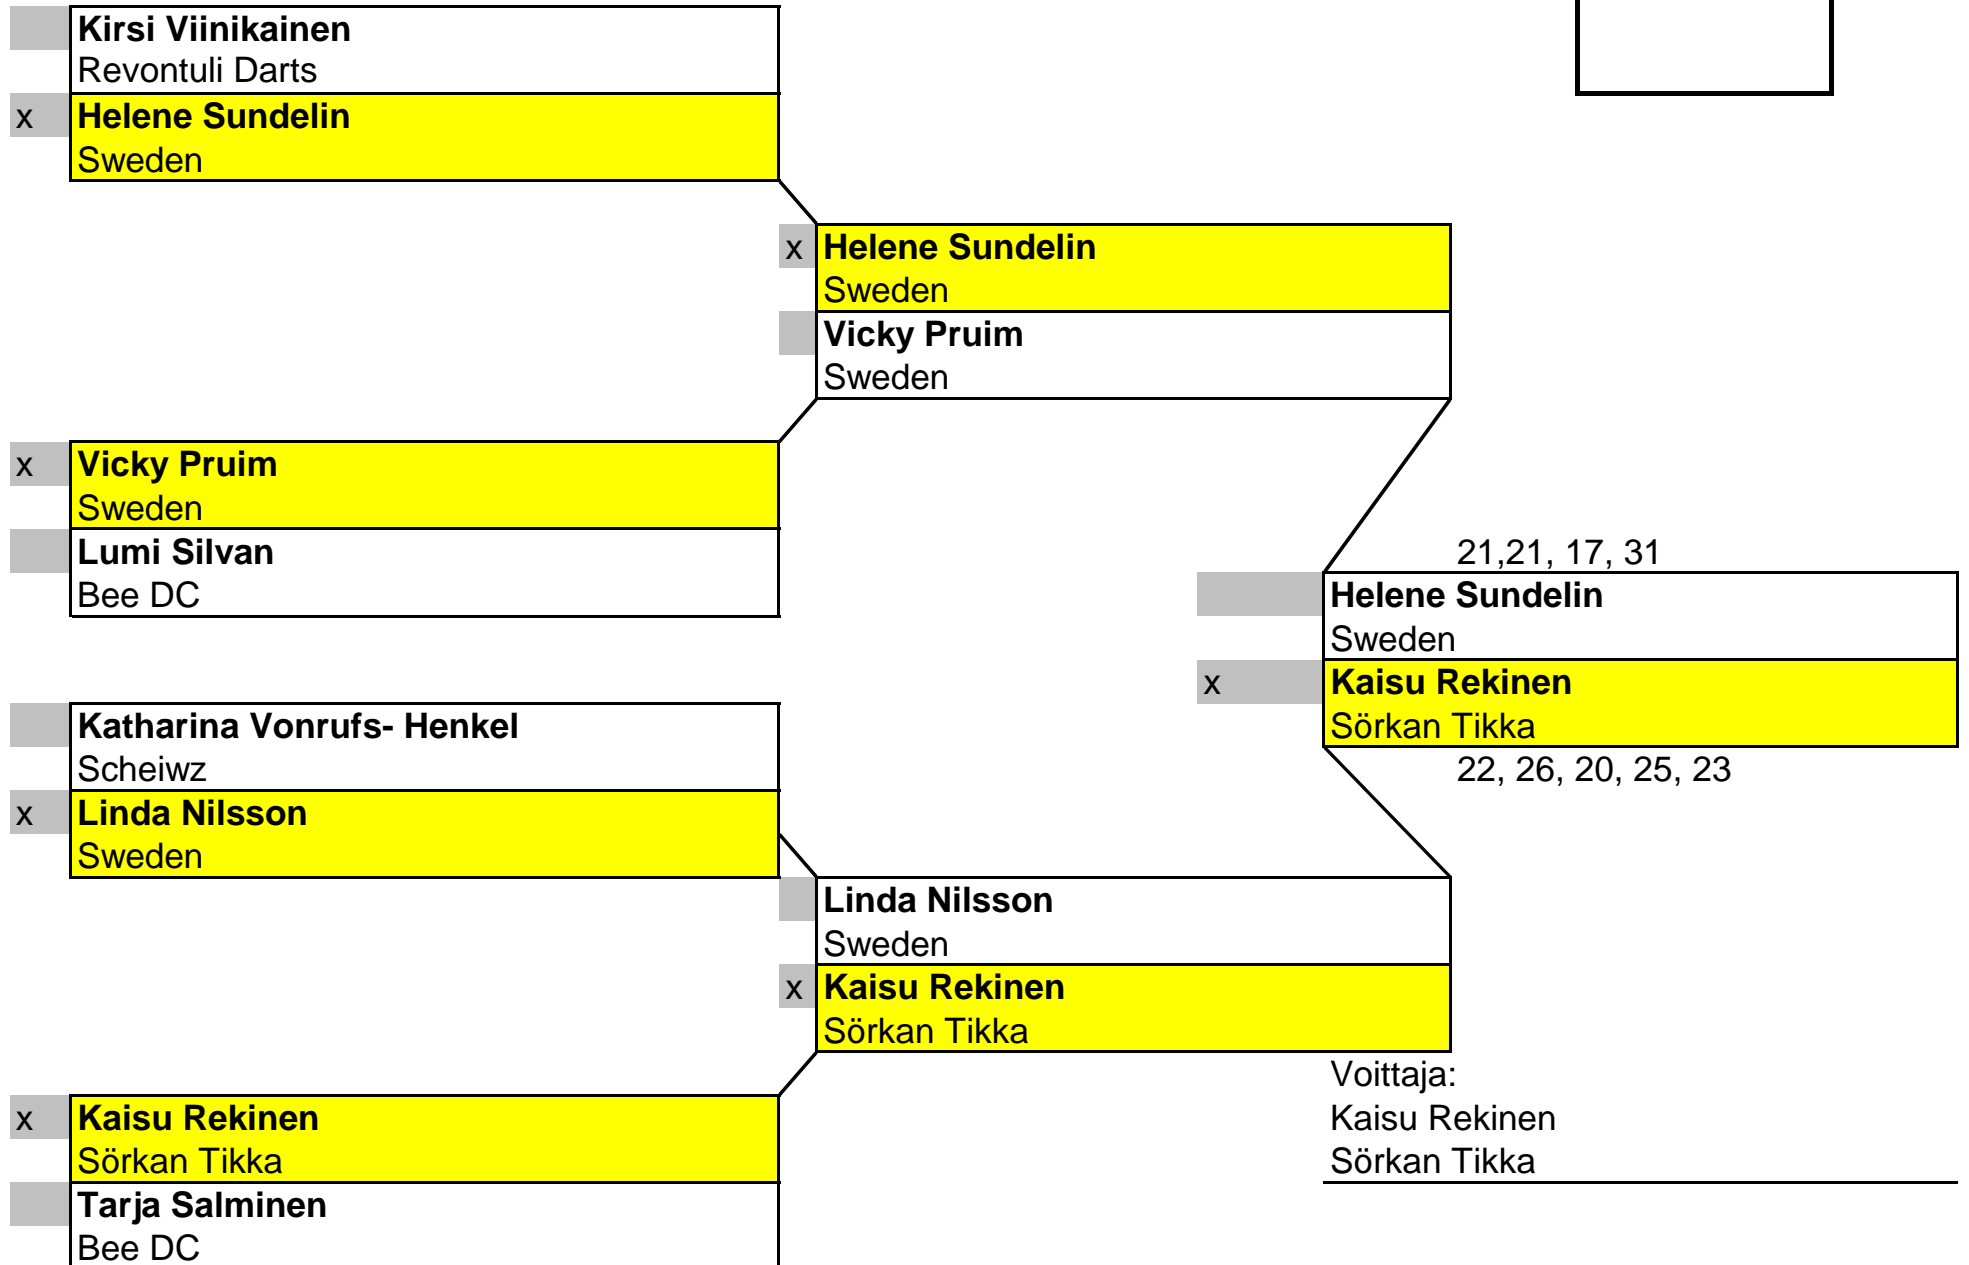 Kirsi Viinikainen
Revontuli Darts
x Helene Sundelin
Sweden
x Helene Sundelin
Sweden
Vicky Pruim
Sweden
x Vicky Pruim
Sweden
Lumi Silvan
Bee DC
21,21, 17, 31
Helene Sundelin
Sweden
x Kaisu Rekinen
Sörkan Tikka
22, 26, 20, 25, 23
Katharina Vonrufs- Henkel
Scheiwz
x Linda Nilsson
Sweden
Linda Nilsson
Sweden
x Kaisu Rekinen
Sörkan Tikka
x Kaisu Rekinen
Sörkan Tikka
Tarja Salminen
Bee DC
Voittaja:
Kaisu Rekinen
Sörkan Tikka